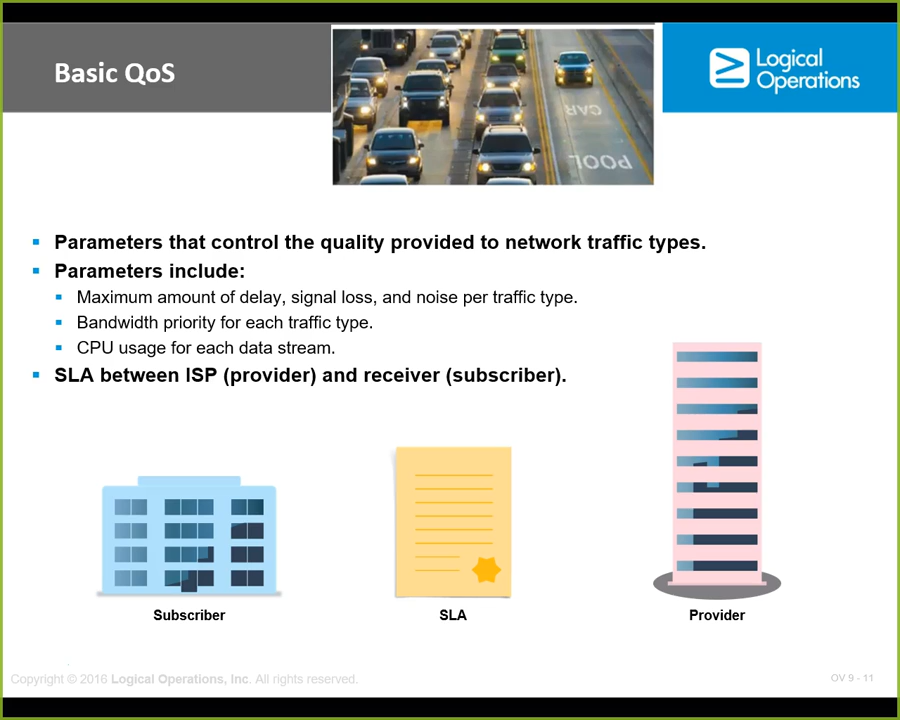 Basic QoS
Logical
Operations
CAR
POOL
Parameters that control the quality provided to network traffic types.
Parameters include:
Maximum amount of delay, signal loss, and noise per traffic type.
Bandwidth priority for each traffic type.
CPU usage for each data stream.
SLA between ISP (provider) and receiver (subscriber).
Subscriber
SLA
Provider
Copyright © 2016 Logical Operations, Inc. All rights reserved.
OV 9 - 11